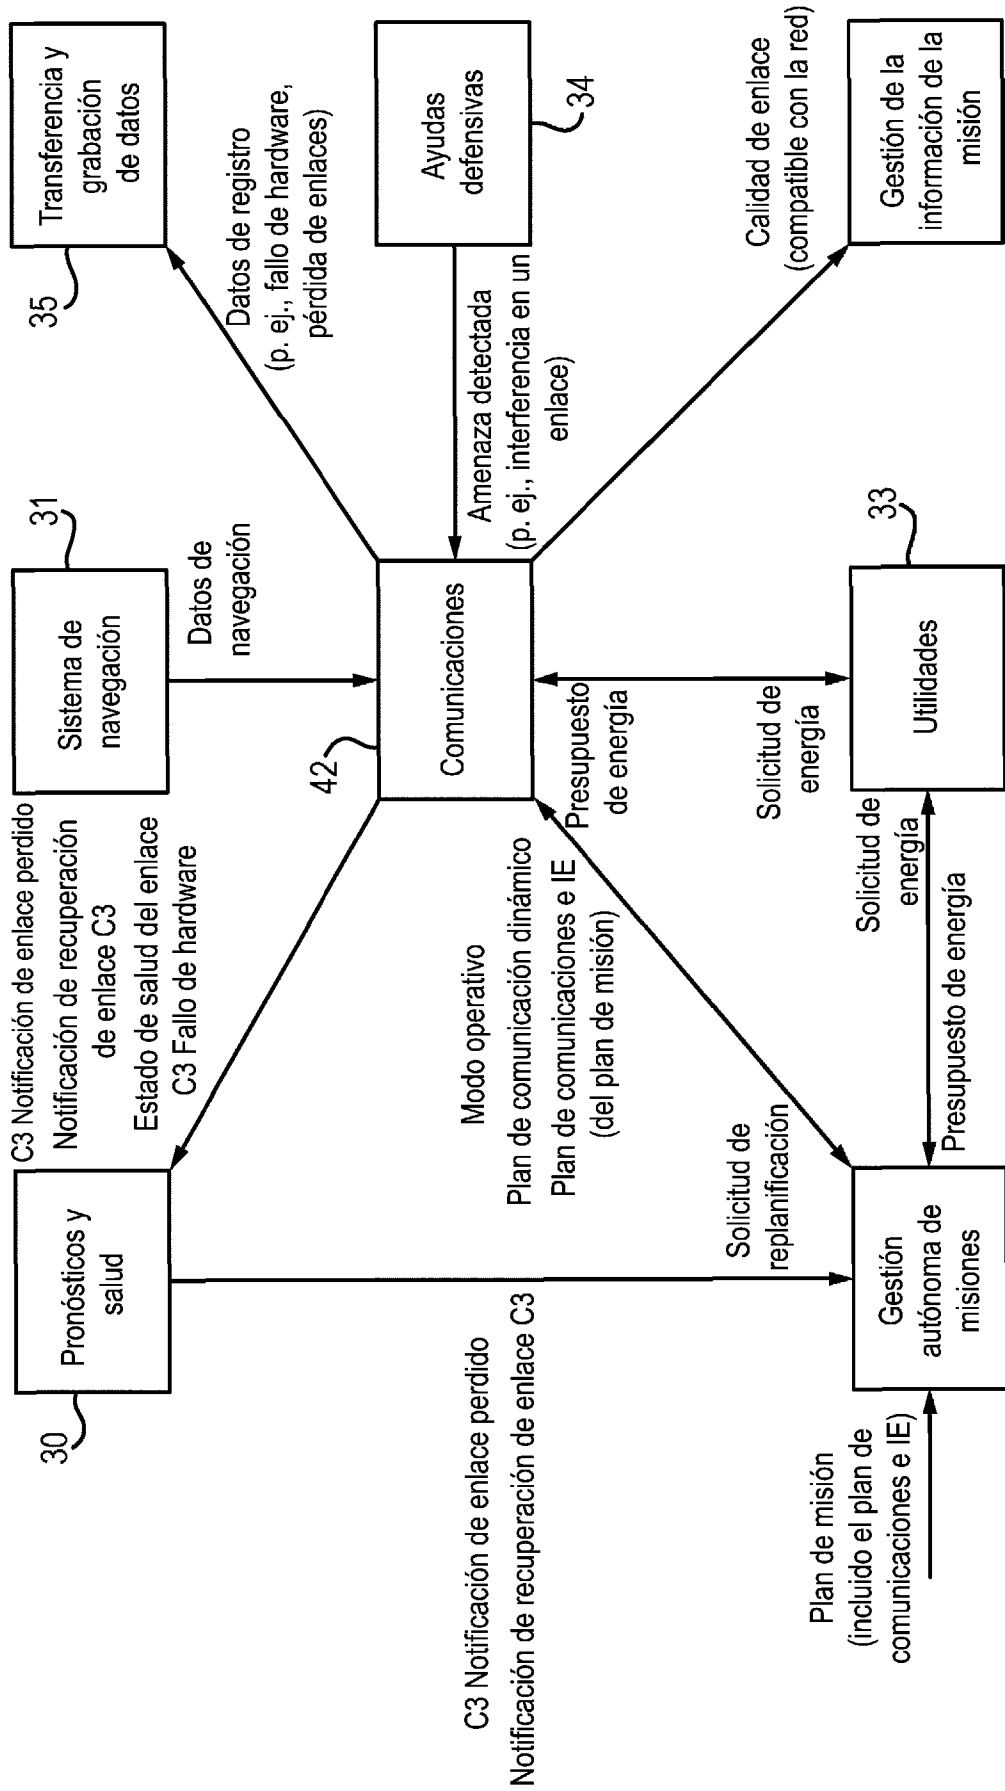 C3 Notificación de enlace perdido
Notificación de recuperación
de enlace C3
Estado de salud del enlace
C3 Fallo de hardware
30
Pronósticos y
salud
31
Sistema de
navegación
Datos de
navegación
35
Transferencia y
grabación
de datos
Datos de registro
(p. ej., fallo de hardware,
pérdida de enlaces)
42
Comunicaciones
Ayudas
defensivas
34
Amenaza detectada
(p. ej., interferencia en un
enlace)
C3 Notificación de enlace perdido
Notificación de recuperación de enlace C3
Modo operativo
Plan de comunicación dinámico
Plan de comunicaciones e IE
(del plan de misión)
Solicitud de
replanificación
Presupuesto
de energía
Solicitud de
energía
Calidad de enlace
(compatible con la red)
Plan de misión
(incluido el plan de
comunicaciones e IE)
Gestión
autónoma de
misiones
Solicitud de
energía
Presupuesto de energía
33
Utilidades
Gestión de la
información de la
misión